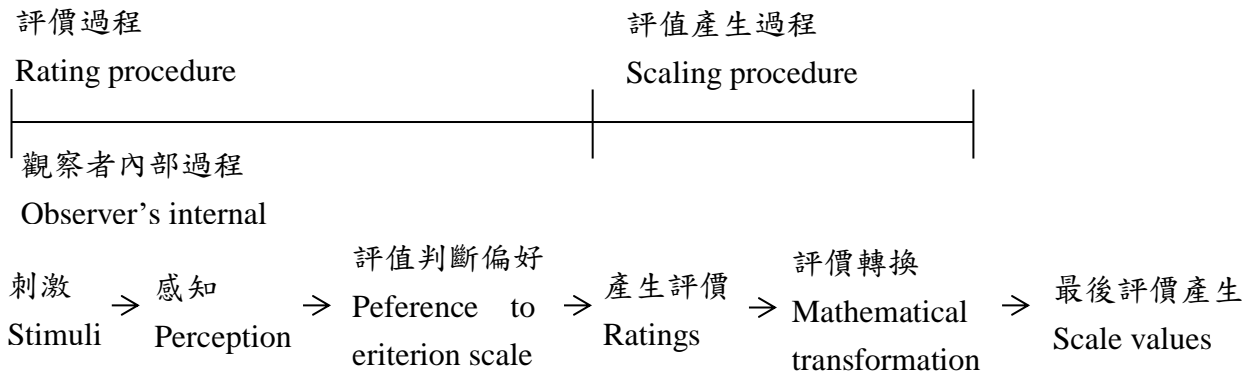 評價過程
Rating procedure
評值產生過程
Scaling procedure
觀察者內部過程
Observer’s internal
刺激
Stimuli
感知
Perception
評值判斷偏好
Peference to
eriterion scale
產生評價
Ratings
評價轉換
Mathematical
transformation
最後評價產生
Scale values